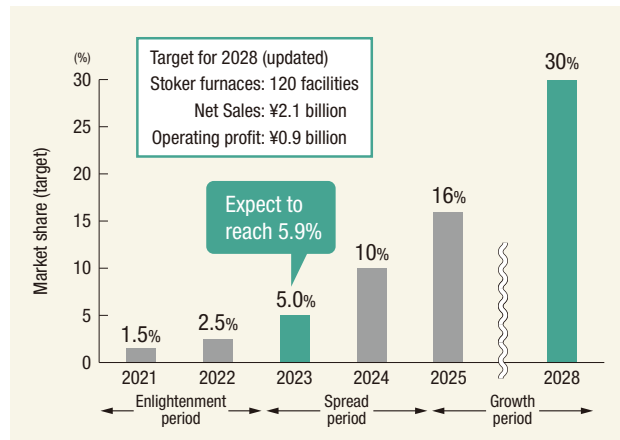 (%)
Target for 2028 (updated)
Stoker furnaces: 120 facilities
Net Sales: ¥2.1 billion
Operating profit: ¥0.9 billion
30%
30
25
20
15
10
5
0
Market share (target)
Expect to
reach 5.9%
1.5%
2.5%
5.0%
10%
16%
2021
2022
2023
2024
2025
2028
Enlightenment
period
Spread
period
Growth
period